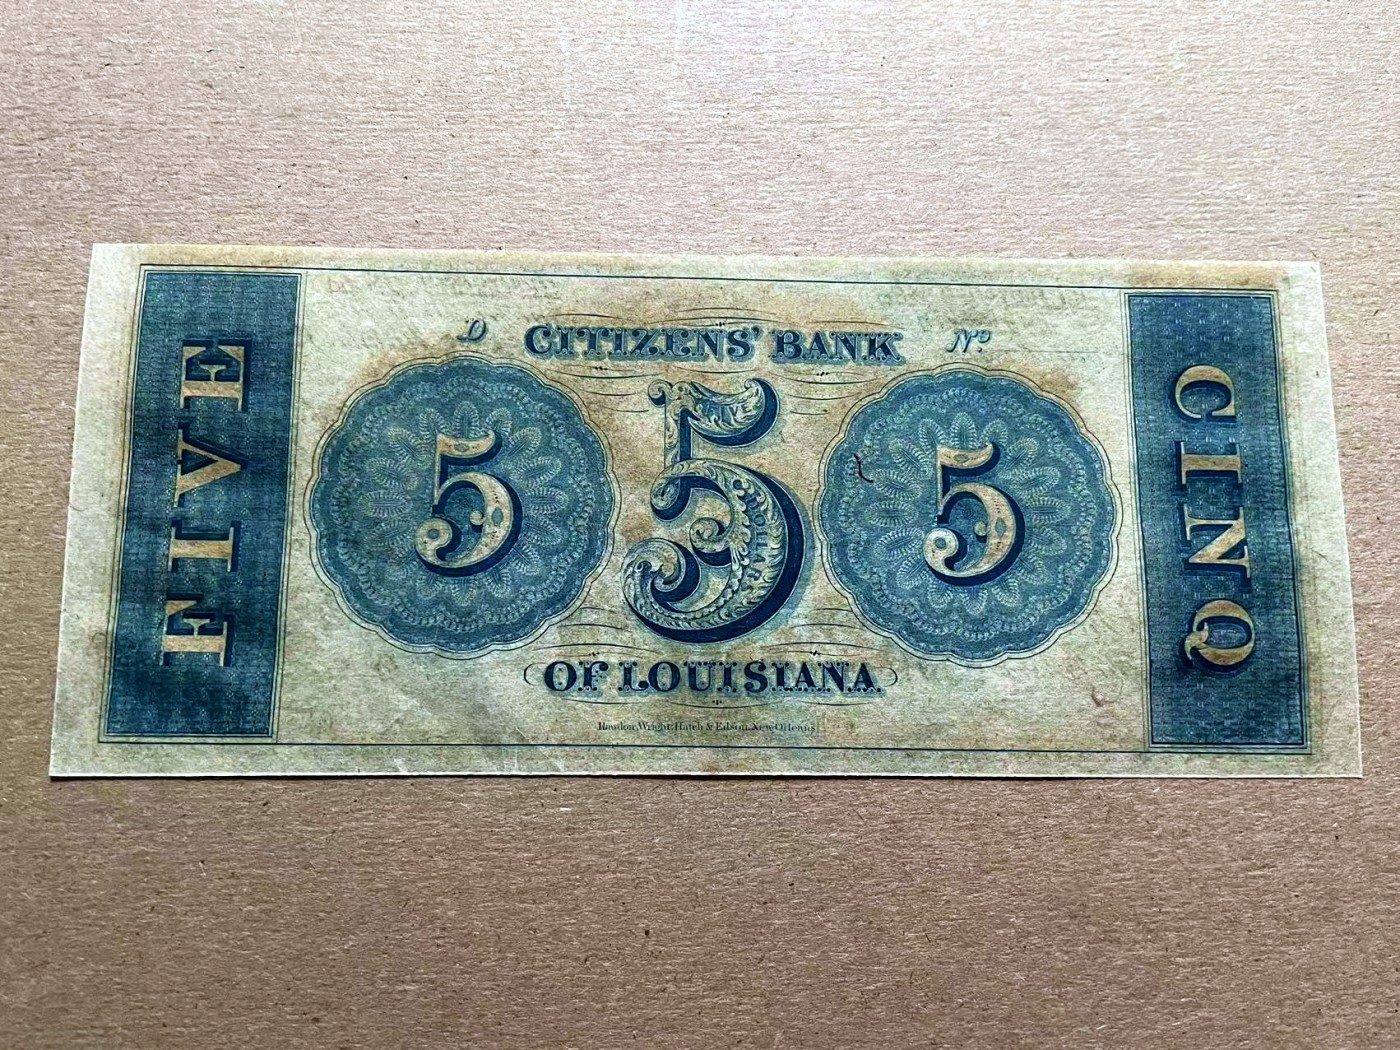 FIVE
D CITIZENS' BANK Nº
5 5 5
OF LOUISIANA
Rawdon, Wright, Hatch & Edson, New Orleans
CINQ